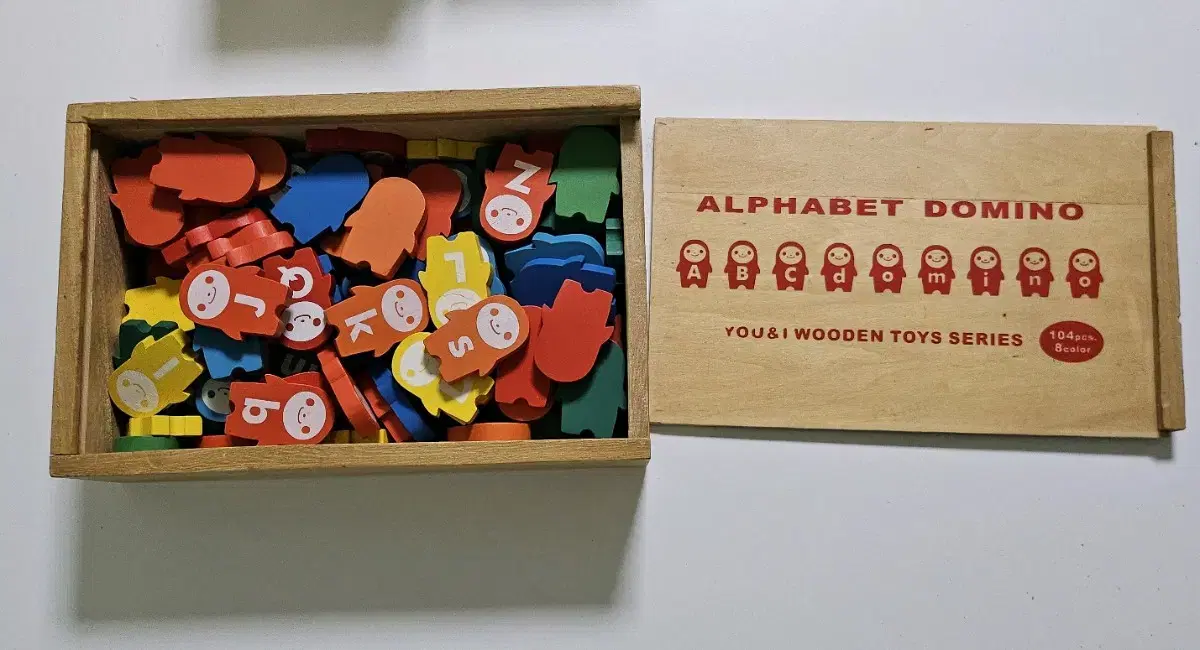 ALPHABET DOMINO
A B C d o m i n o
YOU&I WOODEN TOYS SERIES
104pcs.
8color
Z
J
Q
k
s